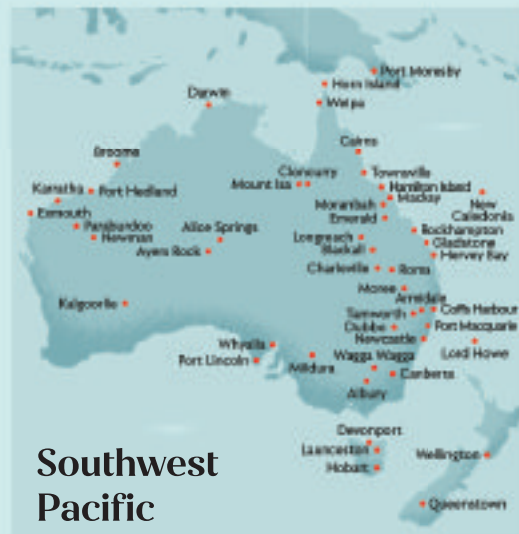 Port Moresby
Horn Island
Darwin
Weipa
Cairns
Broome
Cloncurry
Townsville
Mount Isa
Hamilton Island
Karratha
Port Hedland
Mackay
New
Caledonia
Moranbah
Exmouth
Emerald
Paraburdoo
Alice Springs
Rockhampton
Newman
Longreach
Gladstone
Ayers Rock
Blackall
Hervey Bay
Charleville
Roma
Moree
Armidale
Kalgoorlie
Tamworth
Coffs Harbour
Dubbo
Port Macquarie
Newcastle
Whyalla
Lord Howe
Port Lincoln
Mildura
Wagga Wagga
Canberra
Albury
Devonport
Launceston
Wellington
Hobart
Southwest
Pacific
Queenstown